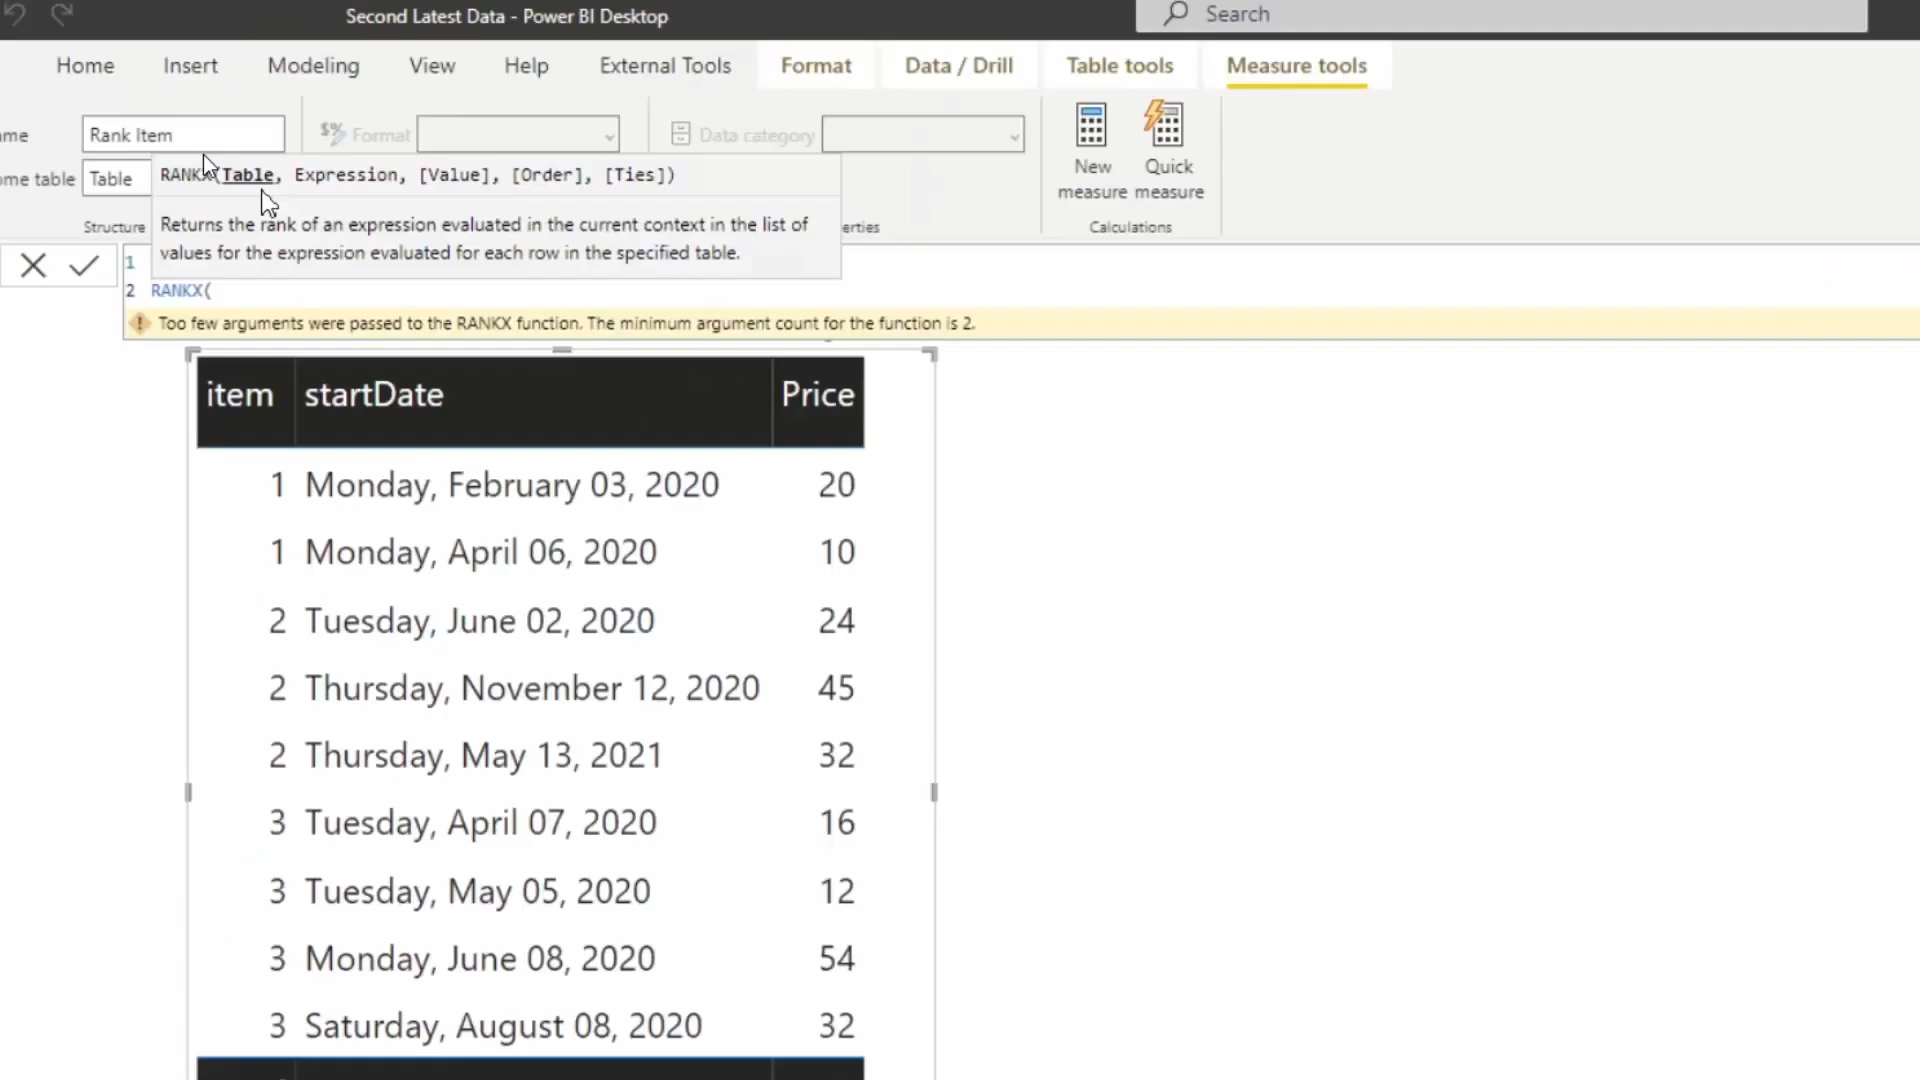 Second Latest Data - Power BI Desktop
Search
Home Insert Modeling View Help External Tools Format Data / Drill Table tools Measure tools
me Rank Item $% Format Data category
ome table Table
RANKX(Table, Expression, [Value], [Order], [Ties])
Returns the rank of an expression evaluated in the current context in the list of
values for the expression evaluated for each row in the specified table.
New measure
Quick measure
Structure
erties
Calculations
1
2 RANKX(
Too few arguments were passed to the RANKX function. The minimum argument count for the function is 2.
item startDate Price
1 Monday, February 03, 2020 20
1 Monday, April 06, 2020 10
2 Tuesday, June 02, 2020 24
2 Thursday, November 12, 2020 45
2 Thursday, May 13, 2021 32
3 Tuesday, April 07, 2020 16
3 Tuesday, May 05, 2020 12
3 Monday, June 08, 2020 54
3 Saturday, August 08, 2020 32